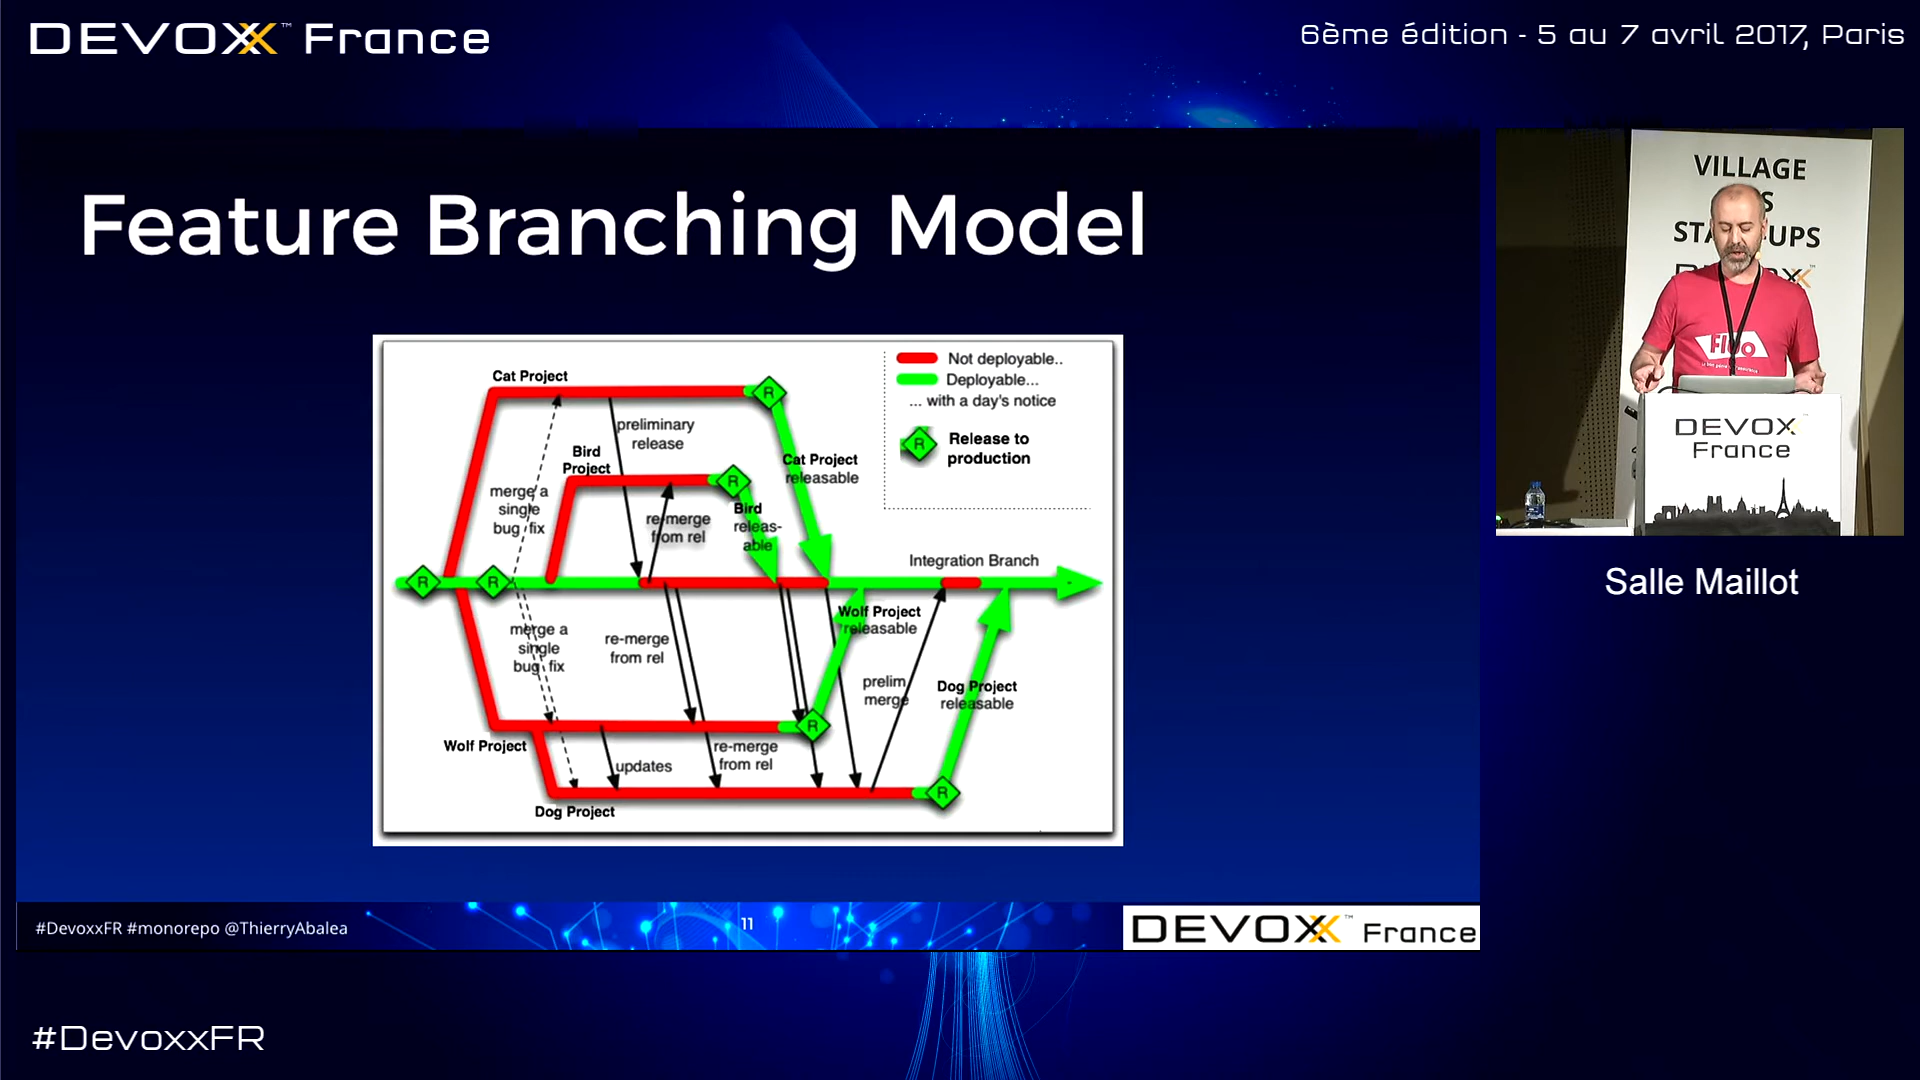 DEVOXX™ France
6ème édition - 5 au 7 avril 2017, Paris
Feature Branching Model
Not deployable..
Deployable...
... with a day's notice
R
Release to
production
Cat Project
R
preliminary
release
Bird
Project
R
Cat Project
releasable
merge a
single
bug fix
re-merge
from rel
Bird
releas-
able
Integration Branch
R
R
merge a
single
bug fix
re-merge
from rel
Wolf Project
releasable
prelim
merge
Dog Project
releasable
R
Wolf Project
updates
re-merge
from rel
R
Dog Project
#DevoxxFR #monorepo @ThierryAbalea
11
DEVOXX™ France
VILLAGE
UPS
DEVOX
France
Salle Maillot
#DevoxxFR